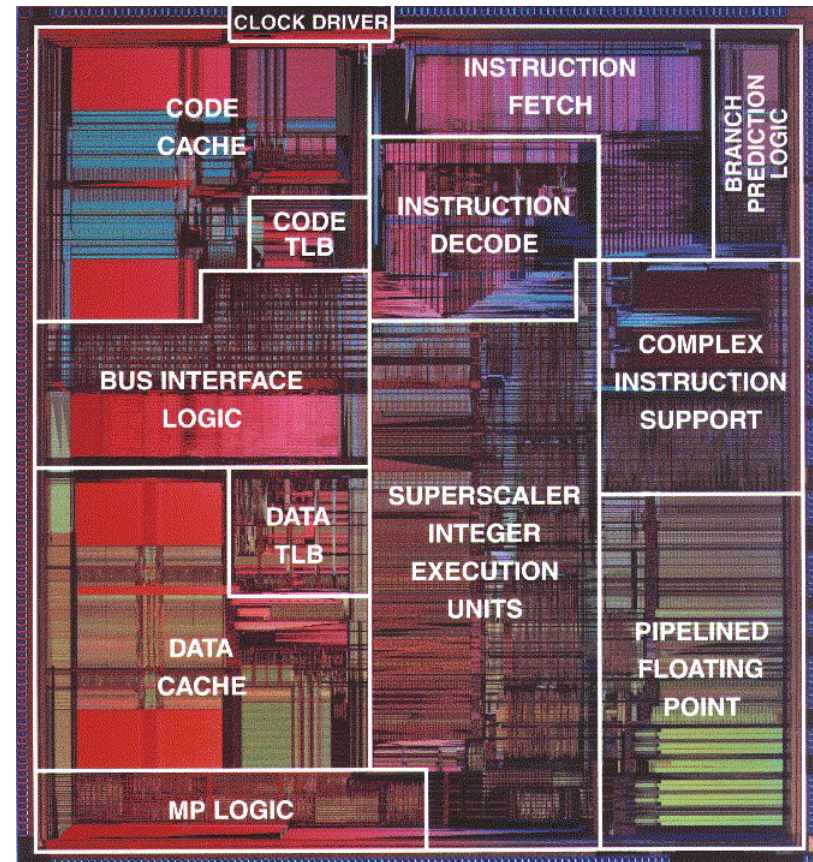 CLOCK DRIVER
CODE
CACHE
INSTRUCTION
FETCH
BRANCH
PREDICTION
LOGIC
CODE
TLB
INSTRUCTION
DECODE
BUS INTERFACE
LOGIC
COMPLEX
INSTRUCTION
SUPPORT
DATA
TLB
SUPERSCALER
INTEGER
EXECUTION
UNITS
DATA
CACHE
PIPELINED
FLOATING
POINT
MP LOGIC